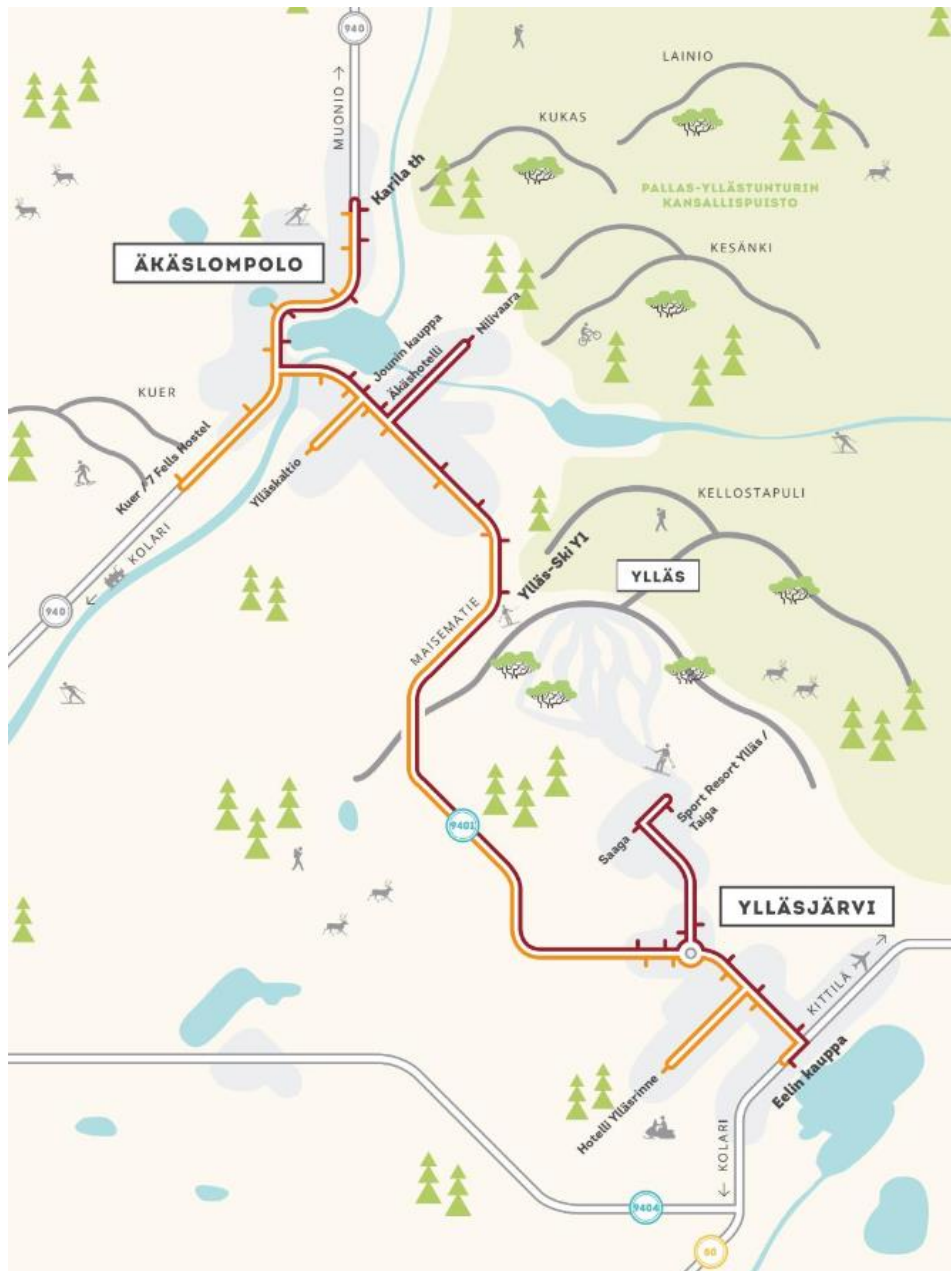 940
MUONIO →
LAINIO
KUKAS
Karila th
PALLAS-YLLÄSTUNTURIN
KANSALLISPUISTO
KESÄNKI
ÄKÄSLOMPOLO
Nilivaara
Jounin kauppa
Äkäshotelli
KUER
Kuer / 7 Fells Hostel
Ylläskaltio
← KOLARI
940
KELLOSTAPULI
Ylläs-Ski Y1
YLLÄS
MAISEMATIE
Sport Resort Ylläs /
Taiga
Saaga
9401
YLLÄSJÄRVI
KITTILÄ →
Eelin kauppa
Hotelli Ylläsrinne
← KOLARI
9404
80